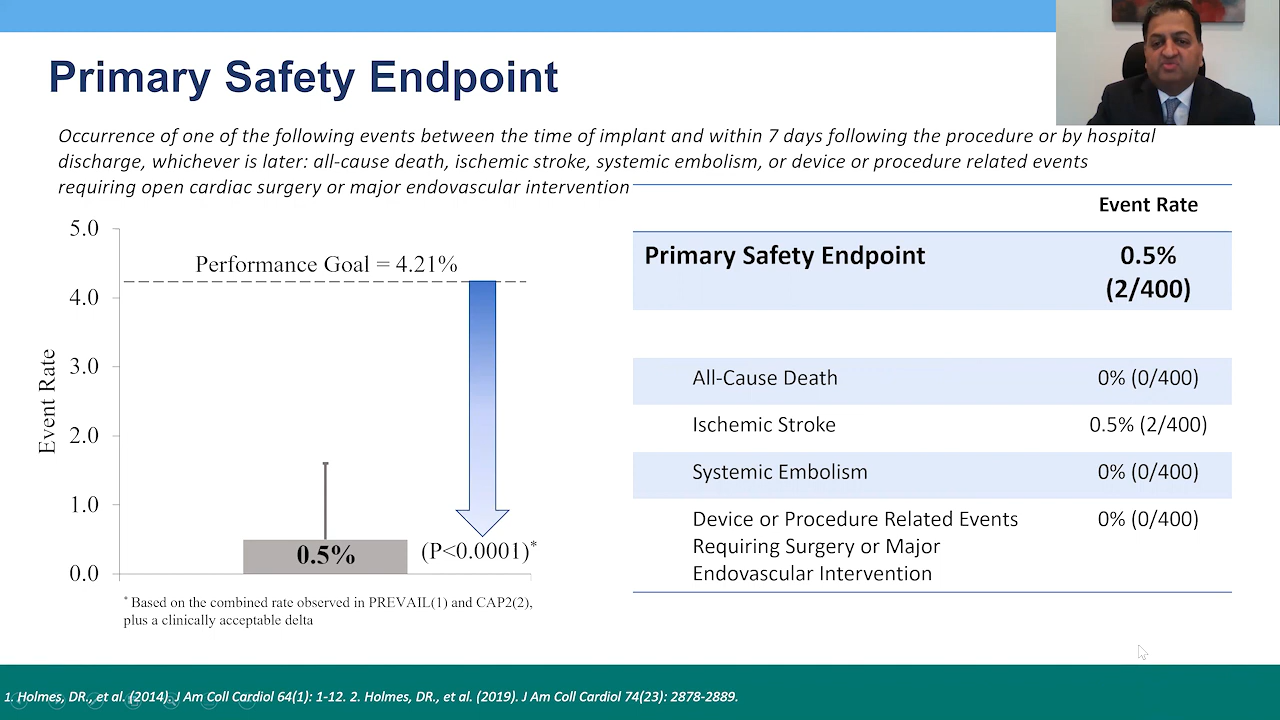 Primary Safety Endpoint
Occurrence of one of the following events between the time of implant and within 7 days following the procedure or by hospital
discharge, whichever is later: all-cause death, ischemic stroke, systemic embolism, or device or procedure related events
requiring open cardiac surgery or major endovascular intervention
Event Rate
5.0
4.0
3.0
2.0
1.0
0.0
Performance Goal = 4.21%
0.5%
(P<0.0001)*
* Based on the combined rate observed in PREVAIL(1) and CAP2(2),
plus a clinically acceptable delta
Event Rate
Primary Safety Endpoint 0.5%
(2/400)
All-Cause Death 0% (0/400)
Ischemic Stroke 0.5% (2/400)
Systemic Embolism 0% (0/400)
Device or Procedure Related Events 0% (0/400)
Requiring Surgery or Major
Endovascular Intervention
1. Holmes, DR., et al. (2014). J Am Coll Cardiol 64(1): 1-12. 2. Holmes, DR., et al. (2019). J Am Coll Cardiol 74(23): 2878-2889.